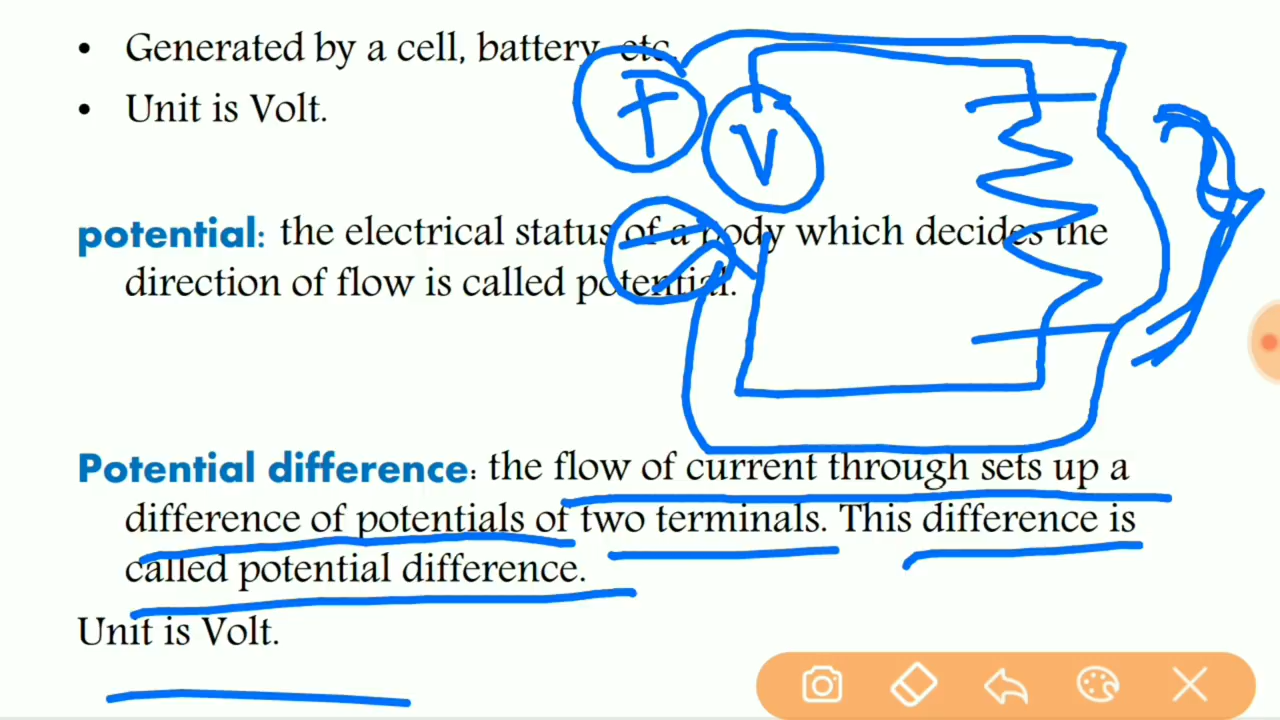 • Generated by a cell, battery, etc.
• Unit is Volt.
potential: the electrical status of a body which decides the
direction of flow is called potential.
Potential difference: the flow of current through sets up a
difference of potentials of two terminals. This difference is
called potential difference.
Unit is Volt.
V